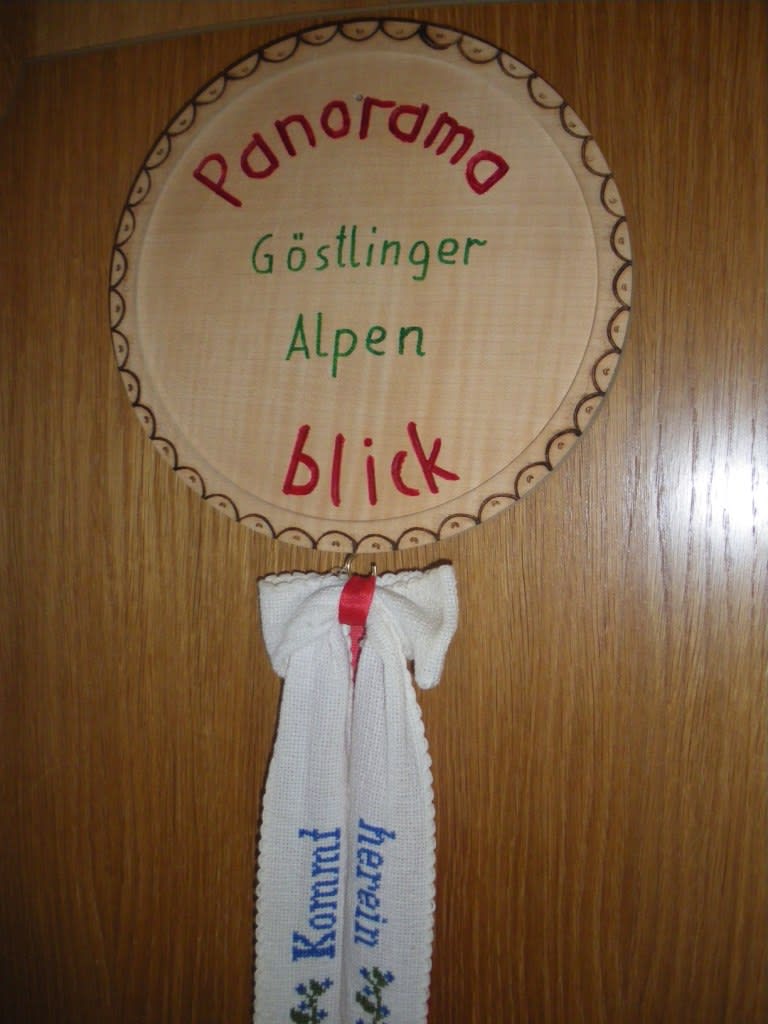 Panorama
Göstlinger
Alpen
blick
Kommt
herein